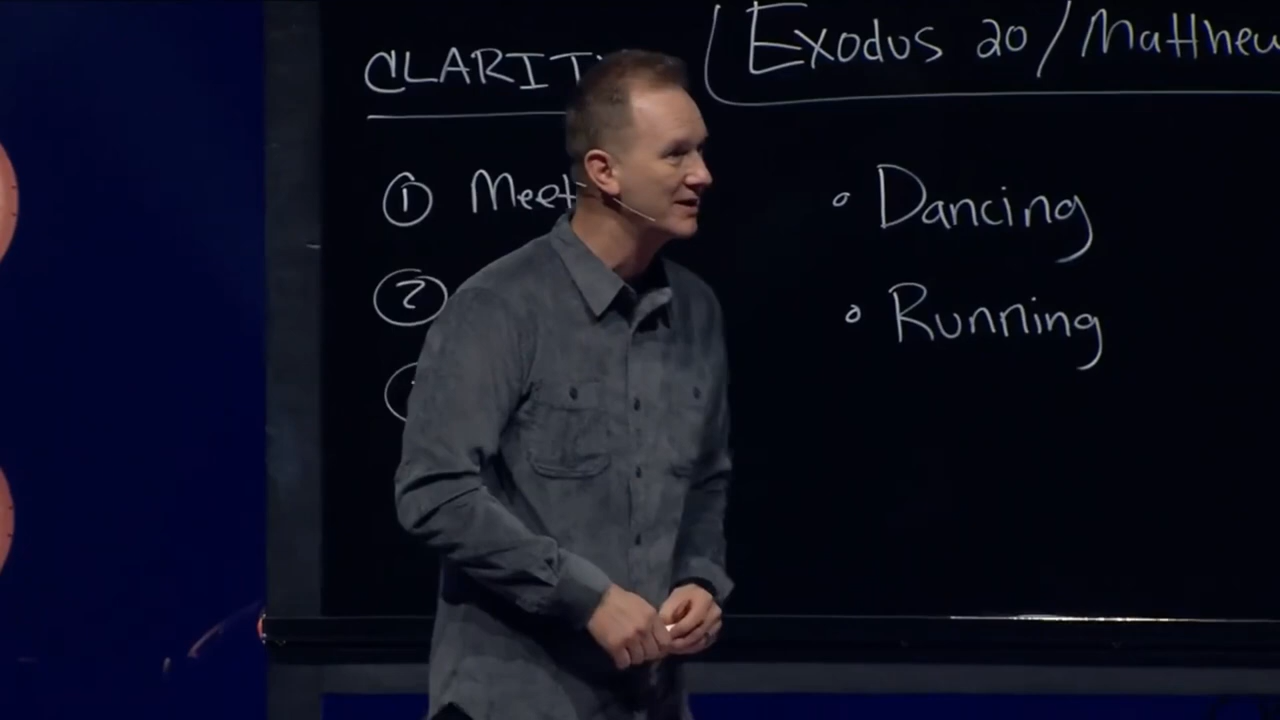 Exodus 20 / Matthew
CLARIT
① Meet
② 
• Dancing
• Running